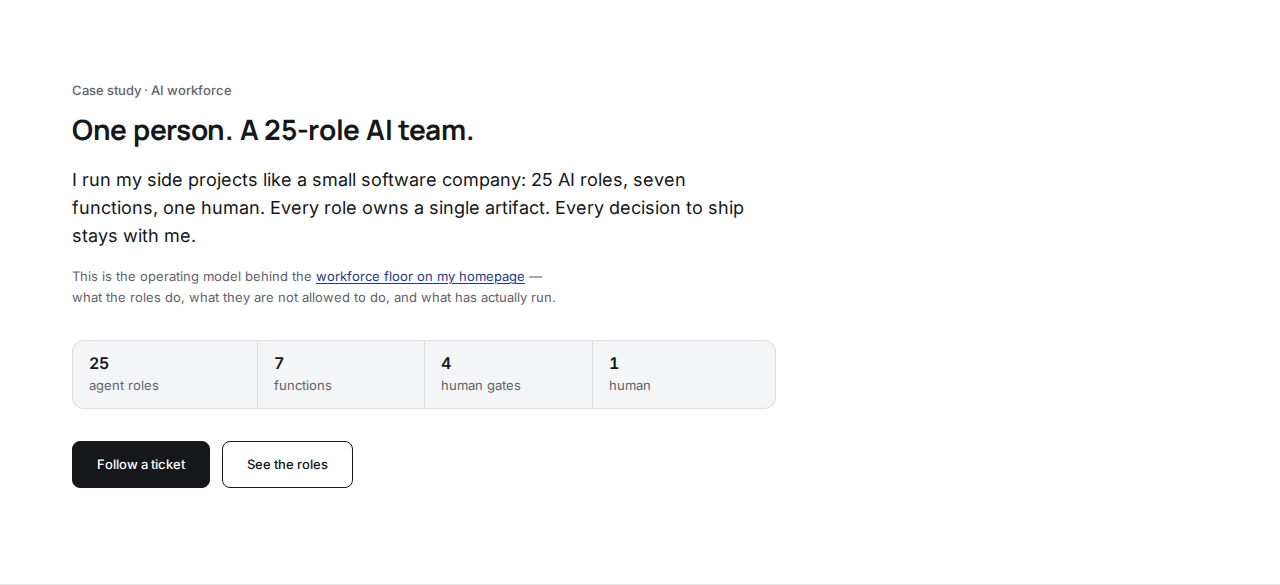 Case study · AI workforce
One person. A 25-role AI team.
I run my side projects like a small software company: 25 AI roles, seven
functions, one human. Every role owns a single artifact. Every decision to ship
stays with me.
This is the operating model behind the workforce floor on my homepage —
what the roles do, what they are not allowed to do, and what has actually run.
25
agent roles
7
functions
4
human gates
1
human
Follow a ticket
See the roles